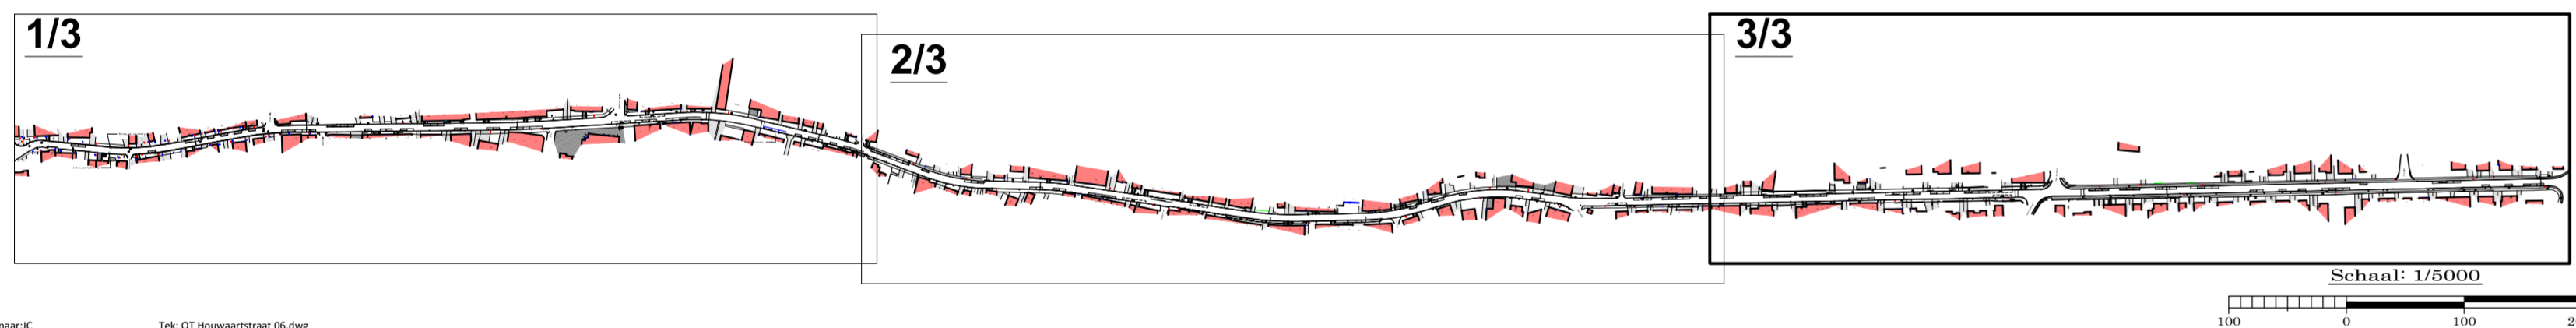 1/3
2/3
3/3
Schaal: 1/5000
100 0 100
Tek: OT Houwaartstraat 06.dwg